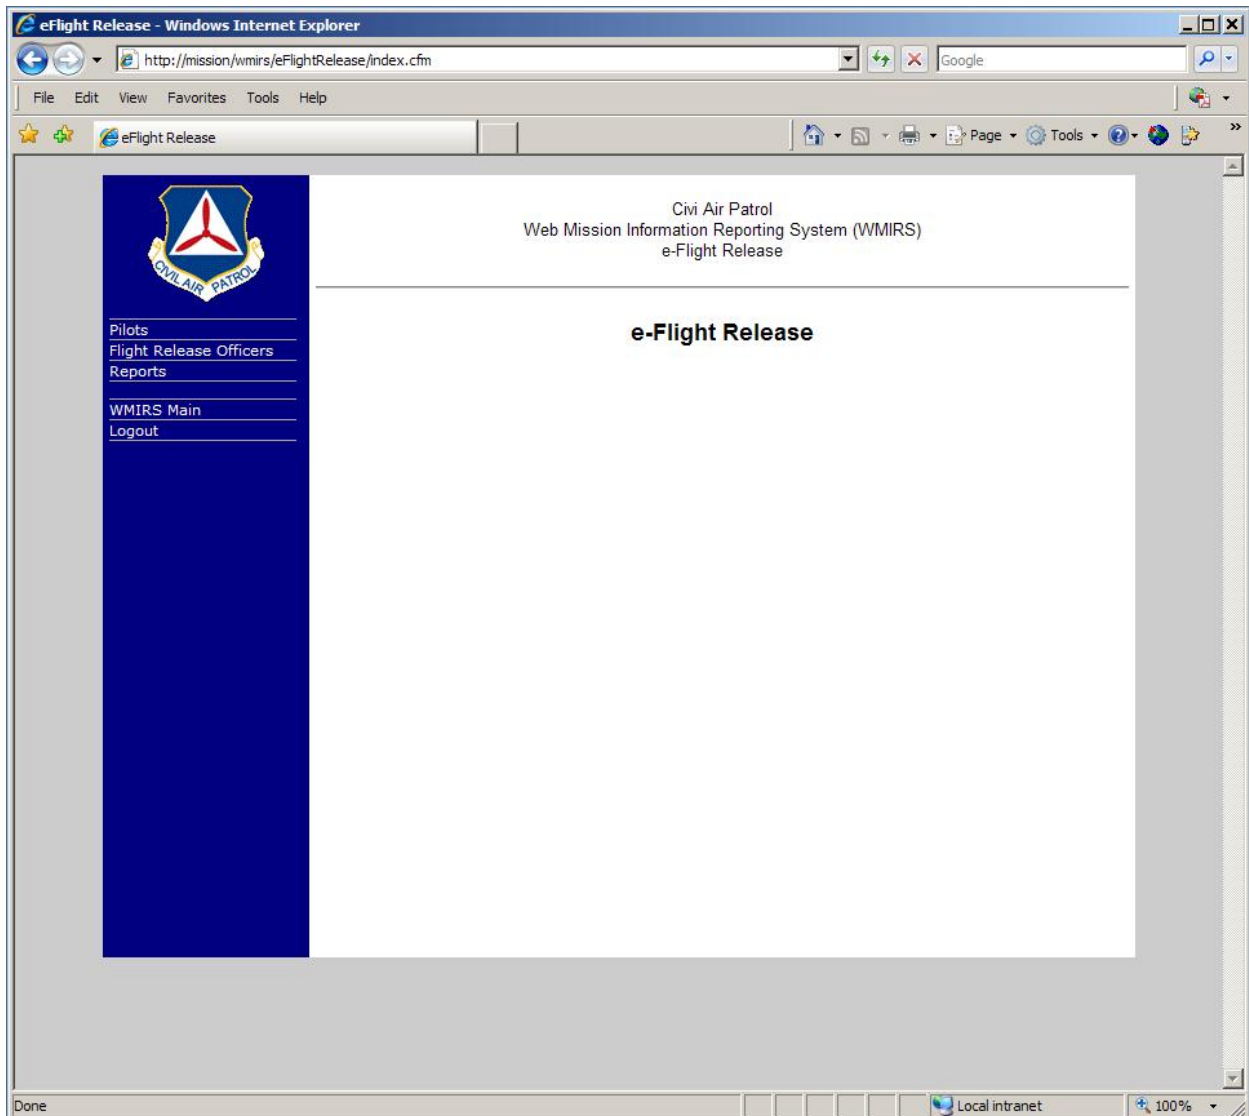 eFlight Release - Windows Internet Explorer
http://mission/wmirs/eFlightRelease/index.cfm
Google
File Edit View Favorites Tools Help
eFlight Release
Page Tools
»
CIVIL AIR PATROL
Civi Air Patrol
Web Mission Information Reporting System (WMIRS)
e-Flight Release
e-Flight Release
Pilots
Flight Release Officers
Reports
WMIRS Main
Logout
Done
Local intranet
100%